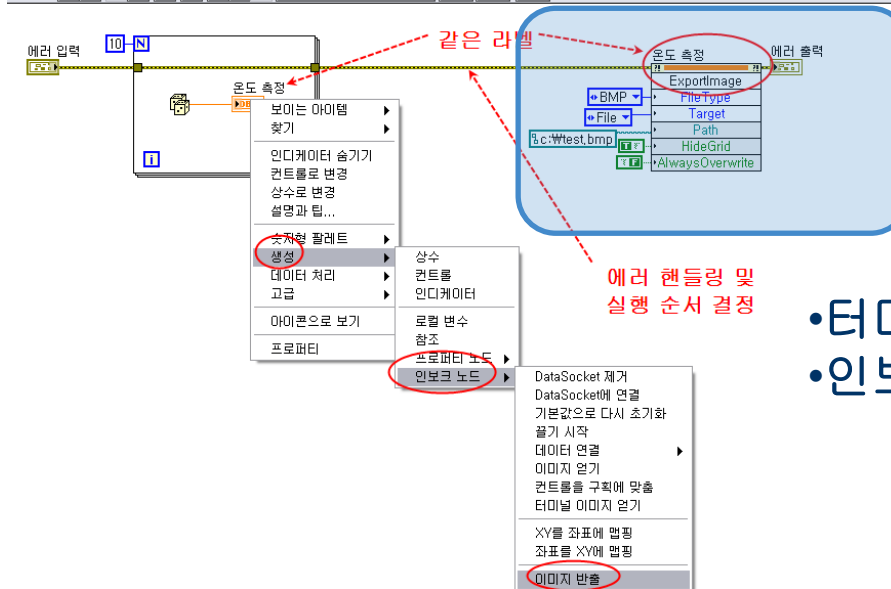 에러 입력
10 N
같은 라벨
온도 측정
에러 출력
ExportImage
BMP
FileType
File
Target
Path
c:₩test.bmp
HideGrid
T F
AlwaysOverwrite
T F
온도 측정
DBL
i
보이는 아이템
찾기
인디케이터 숨기기
컨트롤로 변경
상수로 변경
설명과 팁...
숫자형 팔레트
생성
데이터 처리
고급
아이콘으로 보기
프로퍼티
상수
컨트롤
인디케이터
로컬 변수
참조
프로퍼티 노드
인보크 노드
에러 핸들링 및
실행 순서 결정
•터
•인보
DataSocket 제거
DataSocket에 연결
기본값으로 다시 초기화
끌기 시작
데이터 연결
이미지 얻기
컨트롤을 구획에 맞춤
터미널 이미지 얻기
XY를 좌표에 맵핑
좌표를 XY에 맵핑
이미지 반출